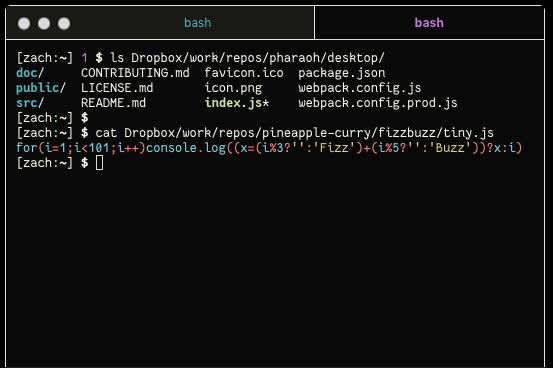 bash bash
[zach:~] 1 $ ls Dropbox/work/repos/pharaoh/desktop/
doc/ CONTRIBUTING.md favicon.ico package.json
public/ LICENSE.md icon.png webpack.config.js
src/ README.md index.js* webpack.config.prod.js
[zach:~] $
[zach:~] $ cat Dropbox/work/repos/pineapple-curry/fizzbuzz/tiny.js
for(i=1;i<101;i++)console.log((x=(i%3?'':'Fizz')+(i%5?'':'Buzz'))?x:i)
[zach:~] $